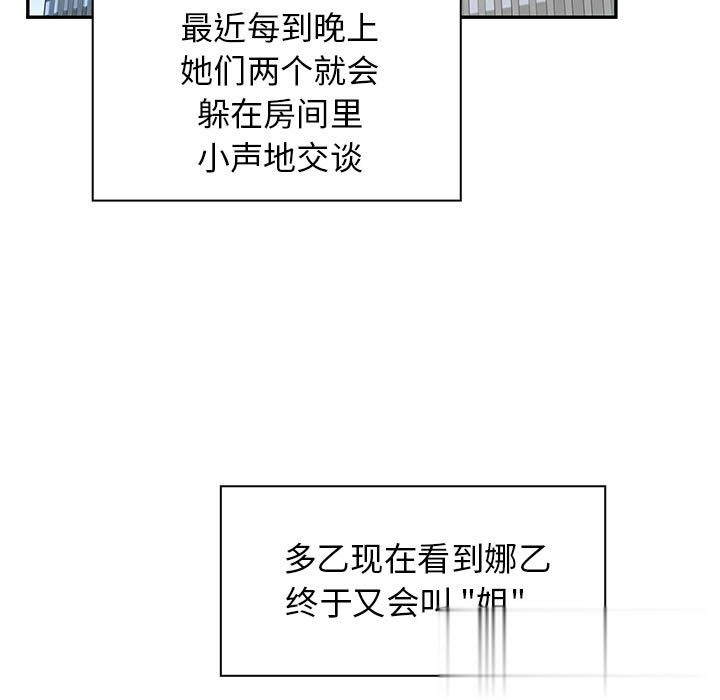 最近每到晚上
她们两个就会
躲在房间里
小声地交谈
多乙现在看到娜乙
终于又会叫"姐"